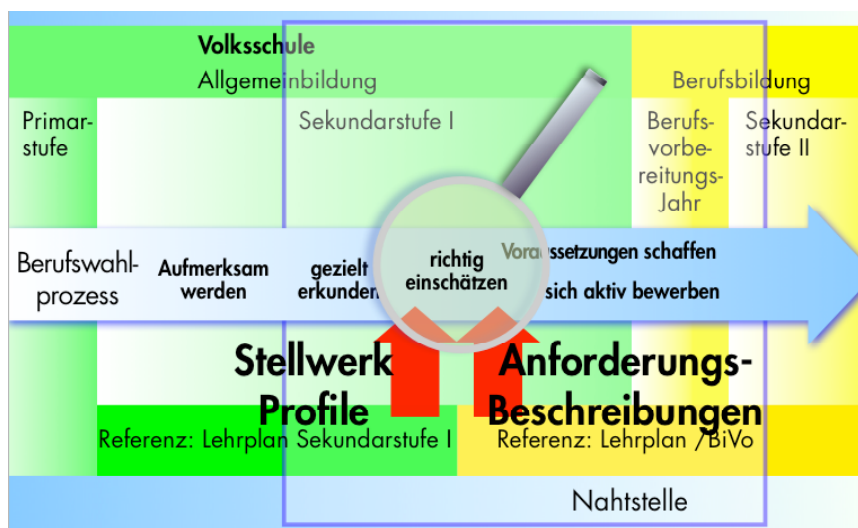 Volksschule
Allgemeinbildung
Berufsbildung
Primar-
stufe
Sekundarstufe I
Berufs-
vorbe-
reitungs-
Jahr
Sekundar-
stufe II
Berufswahl-
prozess
Aufmerksam
werden
gezielt
erkunden
richtig
einschätzen
Voraussetzungen schaffen
sich aktiv bewerben
Stellwerk
Profile
Anforderungs-
Beschreibungen
Referenz: Lehrplan Sekundarstufe I
Referenz: Lehrplan /BiVo
Nahtstelle